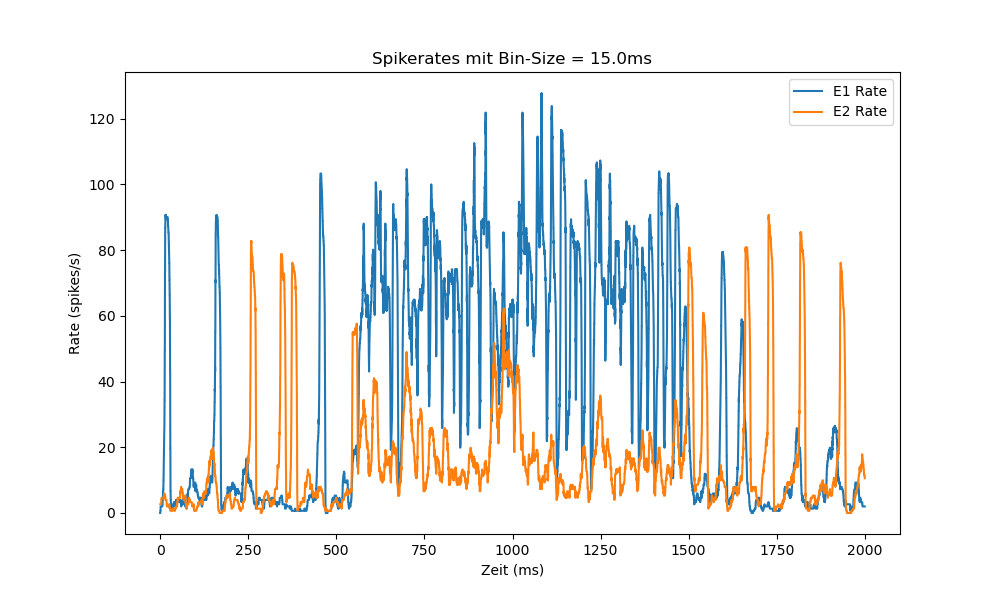 Spikerates mit Bin-Size = 15.0ms
E1 Rate
E2 Rate
120
100
80
60
40
20
0
Rate (spikes/s)
0 250 500 750 1000 1250 1500 1750 2000
Zeit (ms)